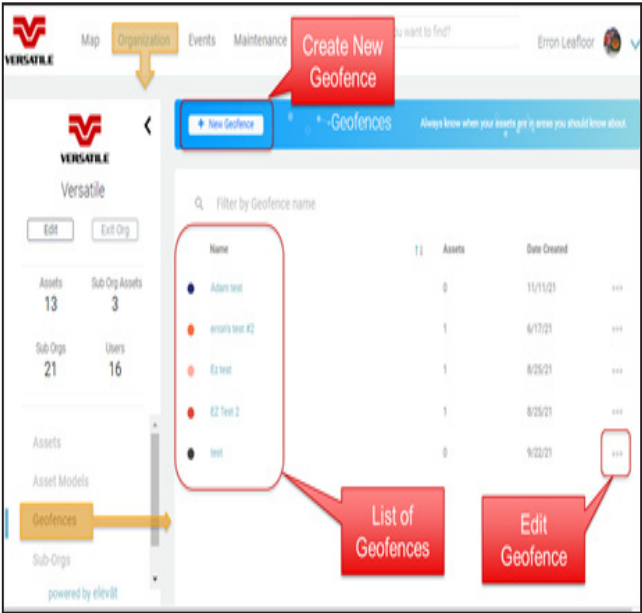 VERSATILE
Map Organization Events Maintenance
you want to find?
Erron Leafloor
Create New
Geofence
VERSATILE
Versatile
Edit Exit Org
Assets Sub Org Assets
13 3
Sub Orgs Users
21 16
Assets
Asset Models
Geofences
Sub-Orgs
powered by elevāt
+ New Geofence
Geofences
Always know when your assets are in areas you should know about.
Filter by Geofence name
Name Assets Date Created
Adam test 0 11/11/21
erron's test #2 1 6/17/21
Ez test 1 8/25/21
EZ Test 2 1 8/25/21
test 0 9/22/21
List of
Geofences
Edit
Geofence